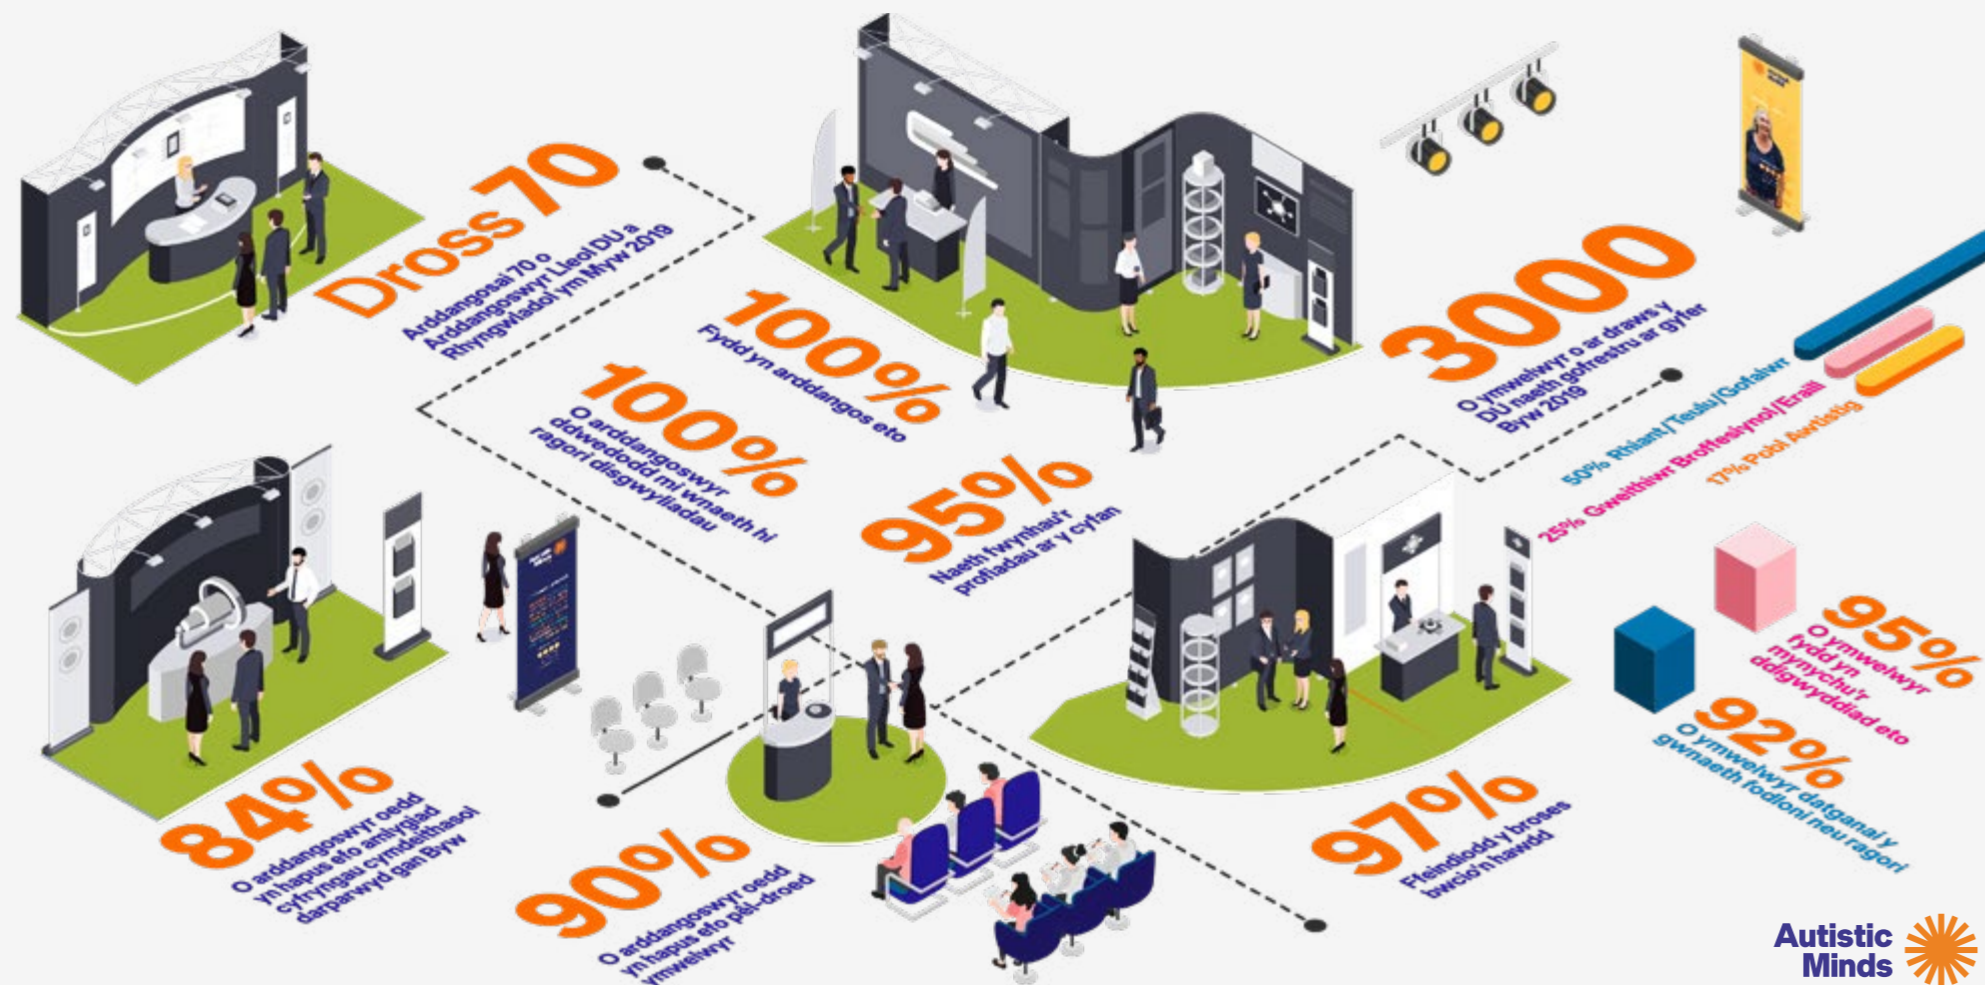 Dross 70
Arddangosai 70 o
Arddangoswyr Lleol DU a
Rhyngwladol ym Myw 2019
100%
Fydd yn arddangos eto
100%
O arddangoswyr
ddwedodd mi wnaeth hi
ragori disgwyliadau
95%
Naeth fwynhau'r
profiadau ar y cyfan
3000
O ymwelwyr o ar draws y
DU naeth gofrestru ar gyfer
Byw 2019
50% Rhiant/Teulu/Gofalwr
25% Gweithiwr Broffesiynol/Eraill
17% Pobl Awtistig
84%
O arddangoswyr oedd
yn hapus efo amlygiad
cyfryngau cymdeithasol
darparwyd gan Byw
90%
O arddangoswyr oedd
yn hapus efo pêl-droed
ymwelwyr
97%
Ffeindiodd y broses
bwcio'n hawdd
95%
O ymwelwyr
fydd yn
mynychu'r
ddigwyddiad eto
92%
O ymwelwyr datganai y
gwnaeth fodloni neu ragori
Autistic
Minds